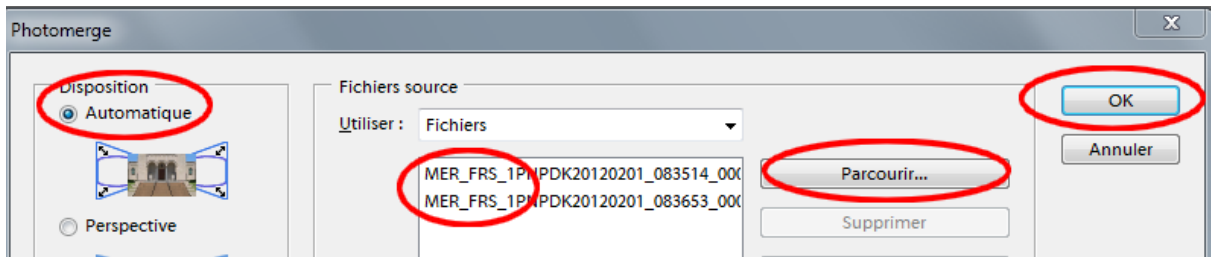 Photomerge
Disposition
Automatique
Perspective
Fichiers source
Utiliser : Fichiers
MER_FRS_1PNPDK20120201_083514_000
MER_FRS_1PNPDK20120201_083653_000
Parcourir...
Supprimer
OK
Annuler